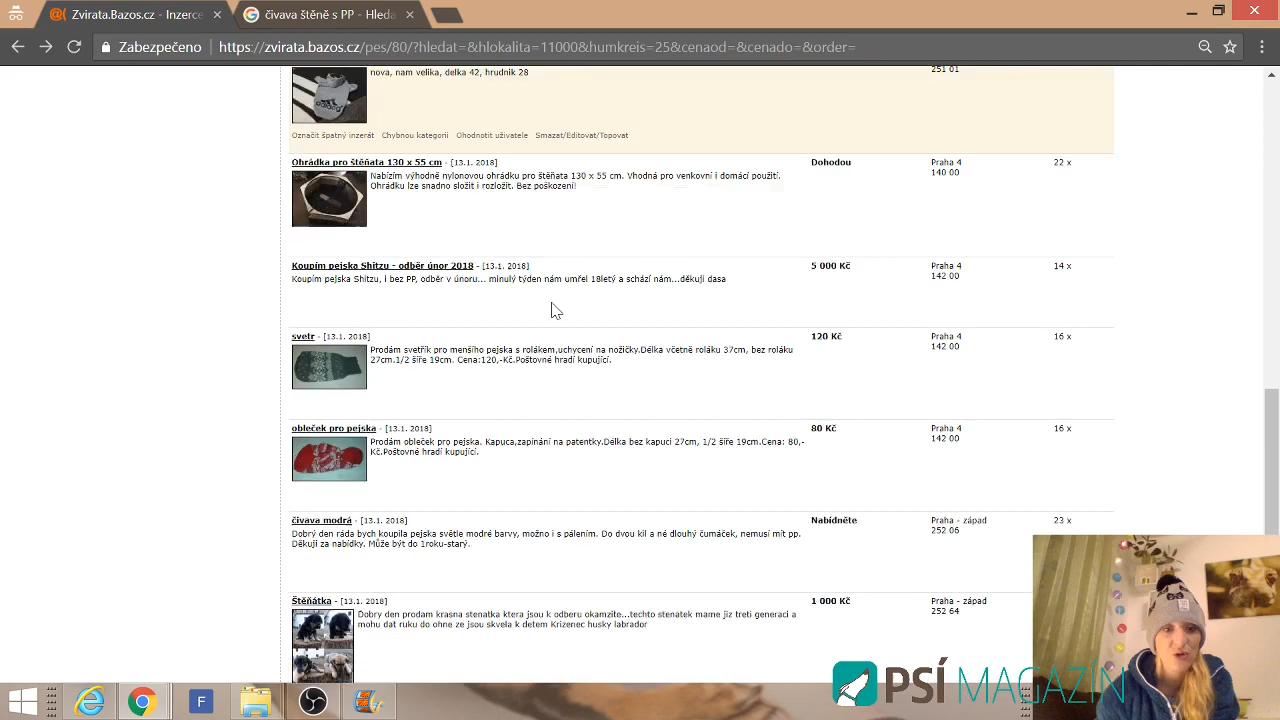 Zvirata.Bazos.cz - Inzerce
čivava štěně s PP - Hleda
Zabezpečeno
https://zvirata.bazos.cz/pes/80/?hledat=&hlokalita=11000&humkreis=25&cenaod=&cenado=&order=
nova, nam velika, delka 42, hrudnik 28
251 01
Označit špatný inzerát Chybnou kategorii Ohodnotit uživatele Smazat/Editovat/Topovat
Ohrádka pro štěňata 130 x 55 cm - [13.1. 2018] Dohodou Praha 4 22 x
140 00
Nabízím výhodně nylonovou ohrádku pro štěňata 130 x 55 cm. Vhodná pro venkovní i domácí použití.
Ohrádku lze snadno složit i rozložit. Bez poškození!
Koupím pejska Shitzu - odběr únor 2018 - [13.1. 2018] 5 000 Kč Praha 4 14 x
142 00
Koupím pejska Shitzu, i bez PP, odběr v únoru... minulý týden nám umřel 18letý a schází nám...děkuji dasa
svetr - [13.1. 2018] 120 Kč Praha 4 16 x
142 00
Prodám svetřík pro menšího pejska s rolákem,uchycení na nožičky.Délka včetně roláku 37cm, bez roláku
27cm.1/2 šíře 19cm. Cena:120,-Kč.Poštovné hradí kupující.
obleček pro pejska - [13.1. 2018] 80 Kč Praha 4 16 x
142 00
Prodám obleček pro pejska. Kapuca,zapínání na patentky.Délka bez kapuci 27cm, 1/2 šíře 19cm.Cena: 80,-
Kč.Poštovné hradí kupující.
čivava modrá - [13.1. 2018] Nabídněte Praha - západ 23 x
252 06
Dobrý den ráda bych koupila pejska světle modré barvy, možno i s pálením. Do dvou kil a né dlouhý čumáček, nemusí mít pp.
Děkuji za nabídky. Může být do 1roku-starý.
Štěňátka - [13.1. 2018] 1 000 Kč Praha - západ
252 64
Dobry den prodam krasna stenatka ktera jsou k odberu okamzite...techto stenatek mame jiz treti generaci a
mohu dat ruku do ohne ze jsou skvela k detem Krizenec husky labrador
PSÍ MAGAZÍN
F